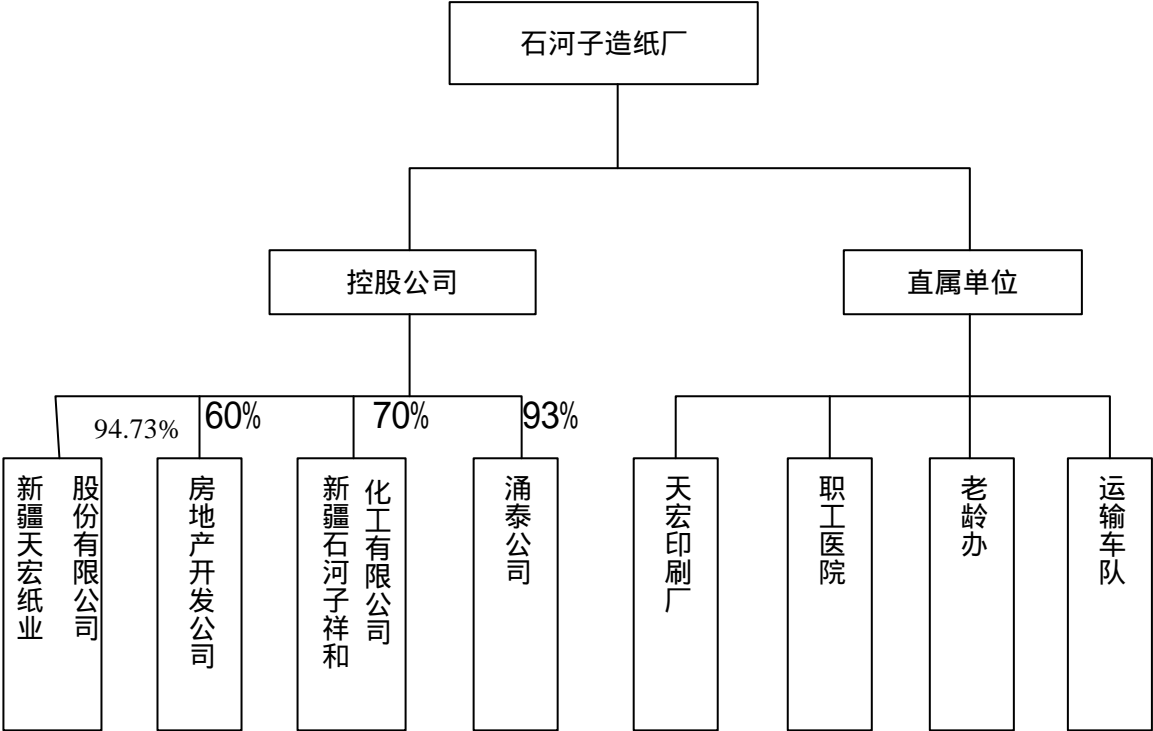 石河子造纸厂
控股公司
直属单位
94.73%
60%
70%
93%
新疆天宏纸业
股份有限公司
房地产开发公司
新疆石河子祥和
化工有限公司
涌泰公司
天宏印刷厂
职工医院
老龄办
运输车队